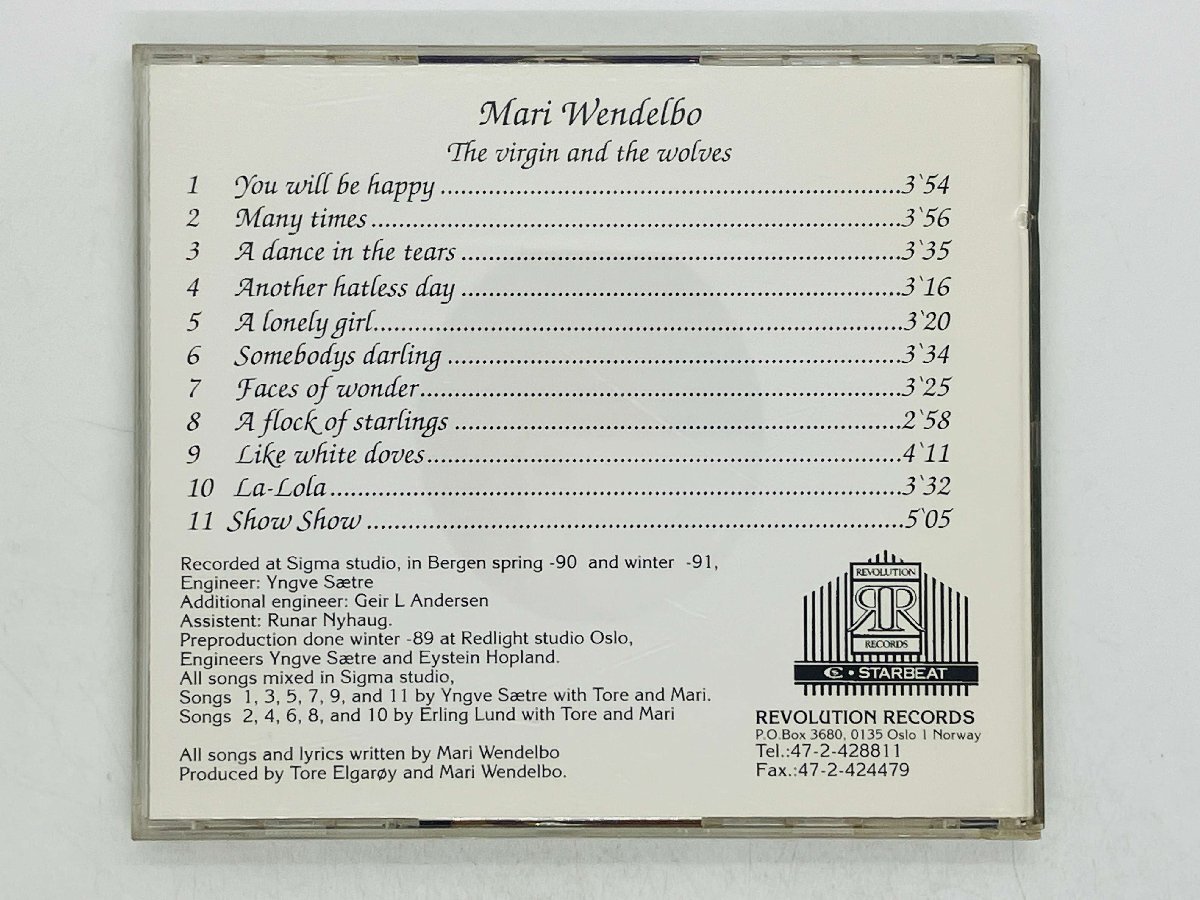 Mari Wendelbo
The virgin and the wolves
1 You will be happy ........ 3`54
2 Many times ........ 3`56
3 A dance in the tears ........ 3`35
4 Another hatless day ........ 3`16
5 A lonely girl ........ 3`20
6 Somebodys darling ........ 3`34
7 Faces of wonder ........ 3`25
8 A flock of starlings ........ 2`58
9 Like white doves ........ 4`11
10 La-Lola ........ 3`32
11 Show Show ........ 5`05
Recorded at Sigma studio, in Bergen spring -90 and winter -91,
Engineer: Yngve Sætre
Additional engineer: Geir L Andersen
Assistent: Runar Nyhaug.
Preproduction done winter -89 at Redlight studio Oslo,
Engineers Yngve Sætre and Eystein Hopland.
All songs mixed in Sigma studio,
Songs 1, 3, 5, 7, 9, and 11 by Yngve Sætre with Tore and Mari.
Songs 2, 4, 6, 8, and 10 by Erling Lund with Tore and Mari
All songs and lyrics written by Mari Wendelbo
Produced by Tore Elgarøy and Mari Wendelbo.
REVOLUTION
RR
RECORDS
STARBEAT
REVOLUTION RECORDS
P.O.Box 3680, 0135 Oslo 1 Norway
Tel.:47-2-428811
Fax.:47-2-424479